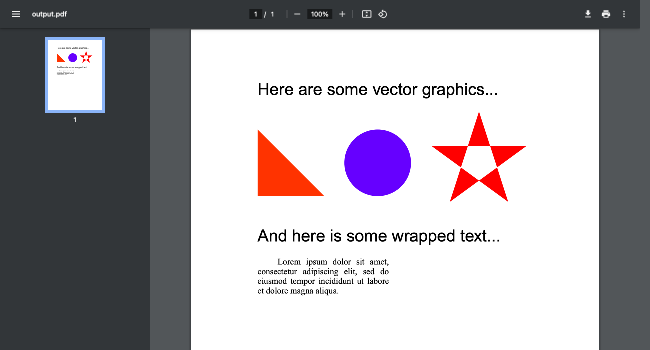 output.pdf
1 / 1
100%
1
Here are some vector graphics...
And here is some wrapped text...
Lorem ipsum dolor sit amet,
consectetur adipiscing elit, sed do
eiusmod tempor incididunt ut labore
et dolore magna aliqua.